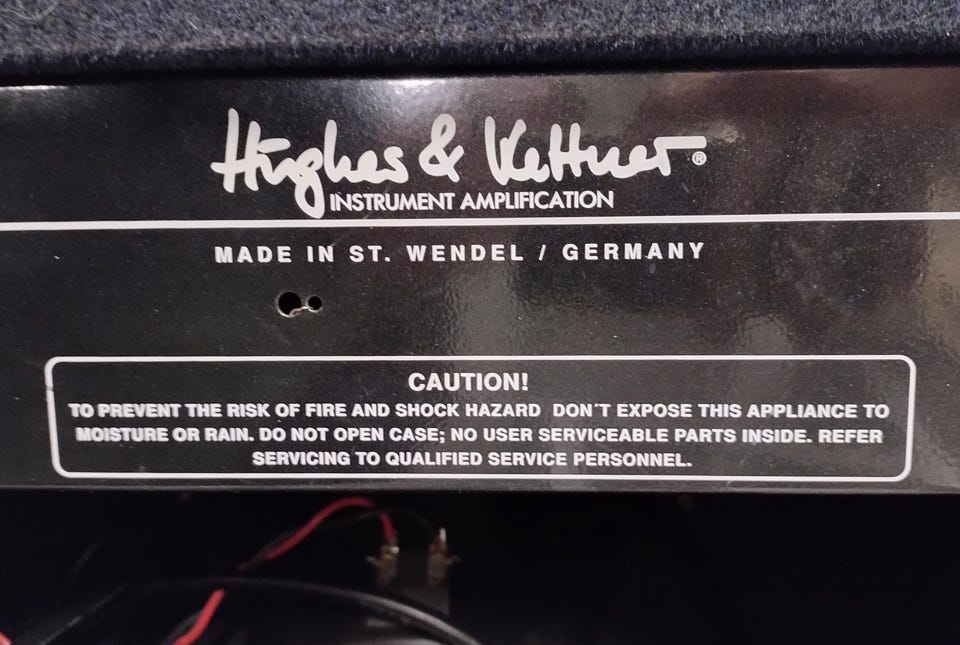 Hughes & Kettner®
INSTRUMENT AMPLIFICATION
MADE IN ST. WENDEL / GERMANY
CAUTION!
TO PREVENT THE RISK OF FIRE AND SHOCK HAZARD DON'T EXPOSE THIS APPLIANCE TO
MOISTURE OR RAIN. DO NOT OPEN CASE; NO USER SERVICEABLE PARTS INSIDE. REFER
SERVICING TO QUALIFIED SERVICE PERSONNEL.